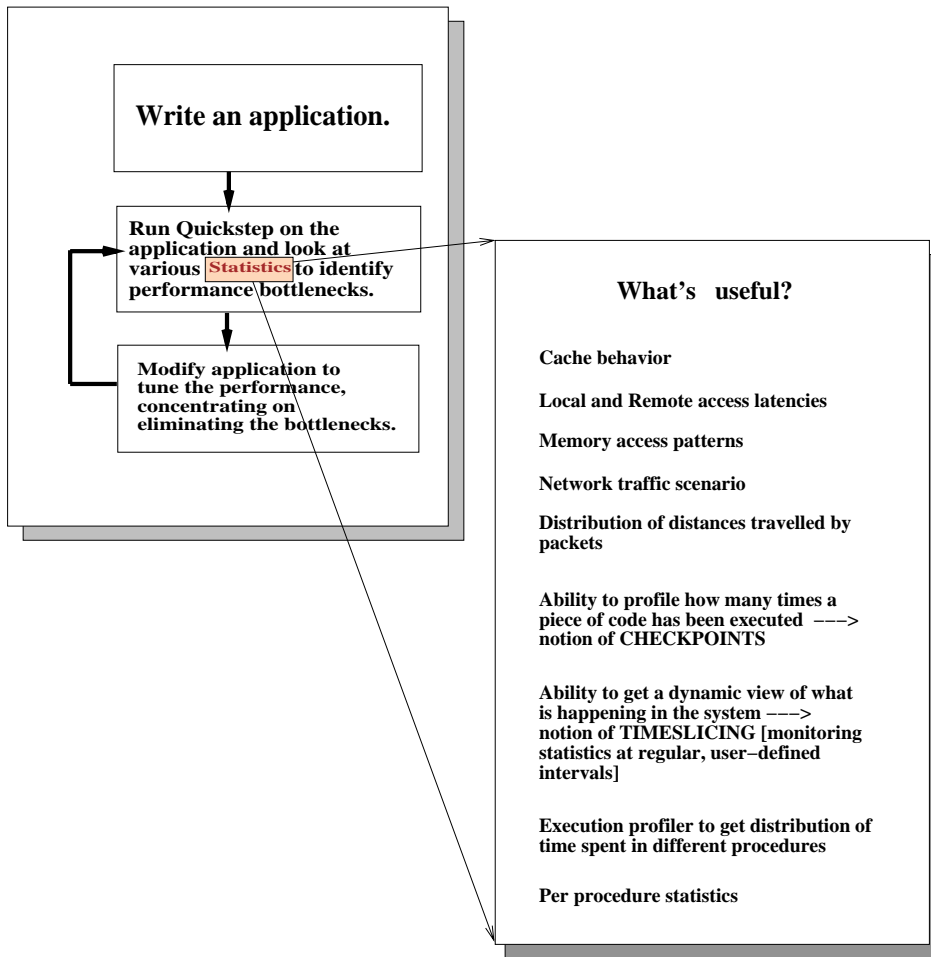 Write an application.
Run Quickstep on the
application and look at
various Statistics to identify
performance bottlenecks.
Modify application to
tune the performance,
concentrating on
eliminating the bottlenecks.
What's useful?
Cache behavior
Local and Remote access latencies
Memory access patterns
Network traffic scenario
Distribution of distances travelled by
packets
Ability to profile how many times a
piece of code has been executed −−−>
notion of CHECKPOINTS
Ability to get a dynamic view of what
is happening in the system −−−>
notion of TIMESLICING [monitoring
statistics at regular, user−defined
intervals]
Execution profiler to get distribution of
time spent in different procedures
Per procedure statistics